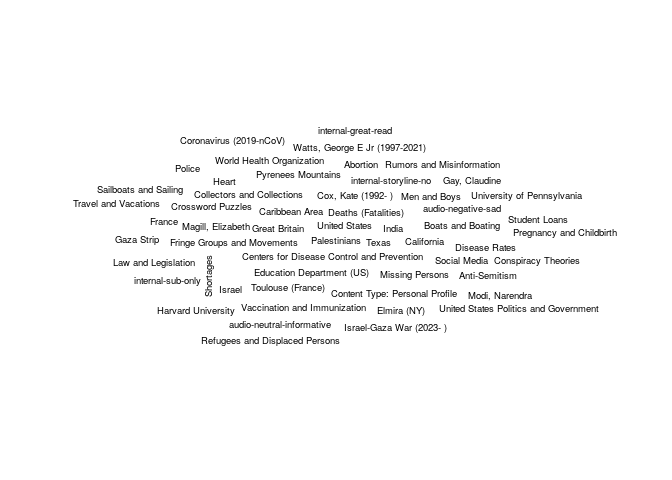 internal-great-read
Coronavirus (2019-nCoV)
Watts, George E Jr (1997-2021)
World Health Organization
Abortion
Rumors and Misinformation
Police
Pyrenees Mountains
Heart
internal-storyline-no
Gay, Claudine
Sailboats and Sailing
Collectors and Collections
Cox, Kate (1992- )
Men and Boys
University of Pennsylvania
Travel and Vacations
Crossword Puzzles
Caribbean Area
Deaths (Fatalities)
audio-negative-sad
Student Loans
France
Magill, Elizabeth
Great Britain
United States
India
Boats and Boating
Pregnancy and Childbirth
Gaza Strip
Fringe Groups and Movements
Palestinians
Texas
California
Disease Rates
Law and Legislation
Shortages
Centers for Disease Control and Prevention
Social Media
Conspiracy Theories
internal-sub-only
Education Department (US)
Missing Persons
Anti-Semitism
Israel
Toulouse (France)
Content Type: Personal Profile
Modi, Narendra
Harvard University
Vaccination and Immunization
Elmira (NY)
United States Politics and Government
audio-neutral-informative
Israel-Gaza War (2023- )
Refugees and Displaced Persons